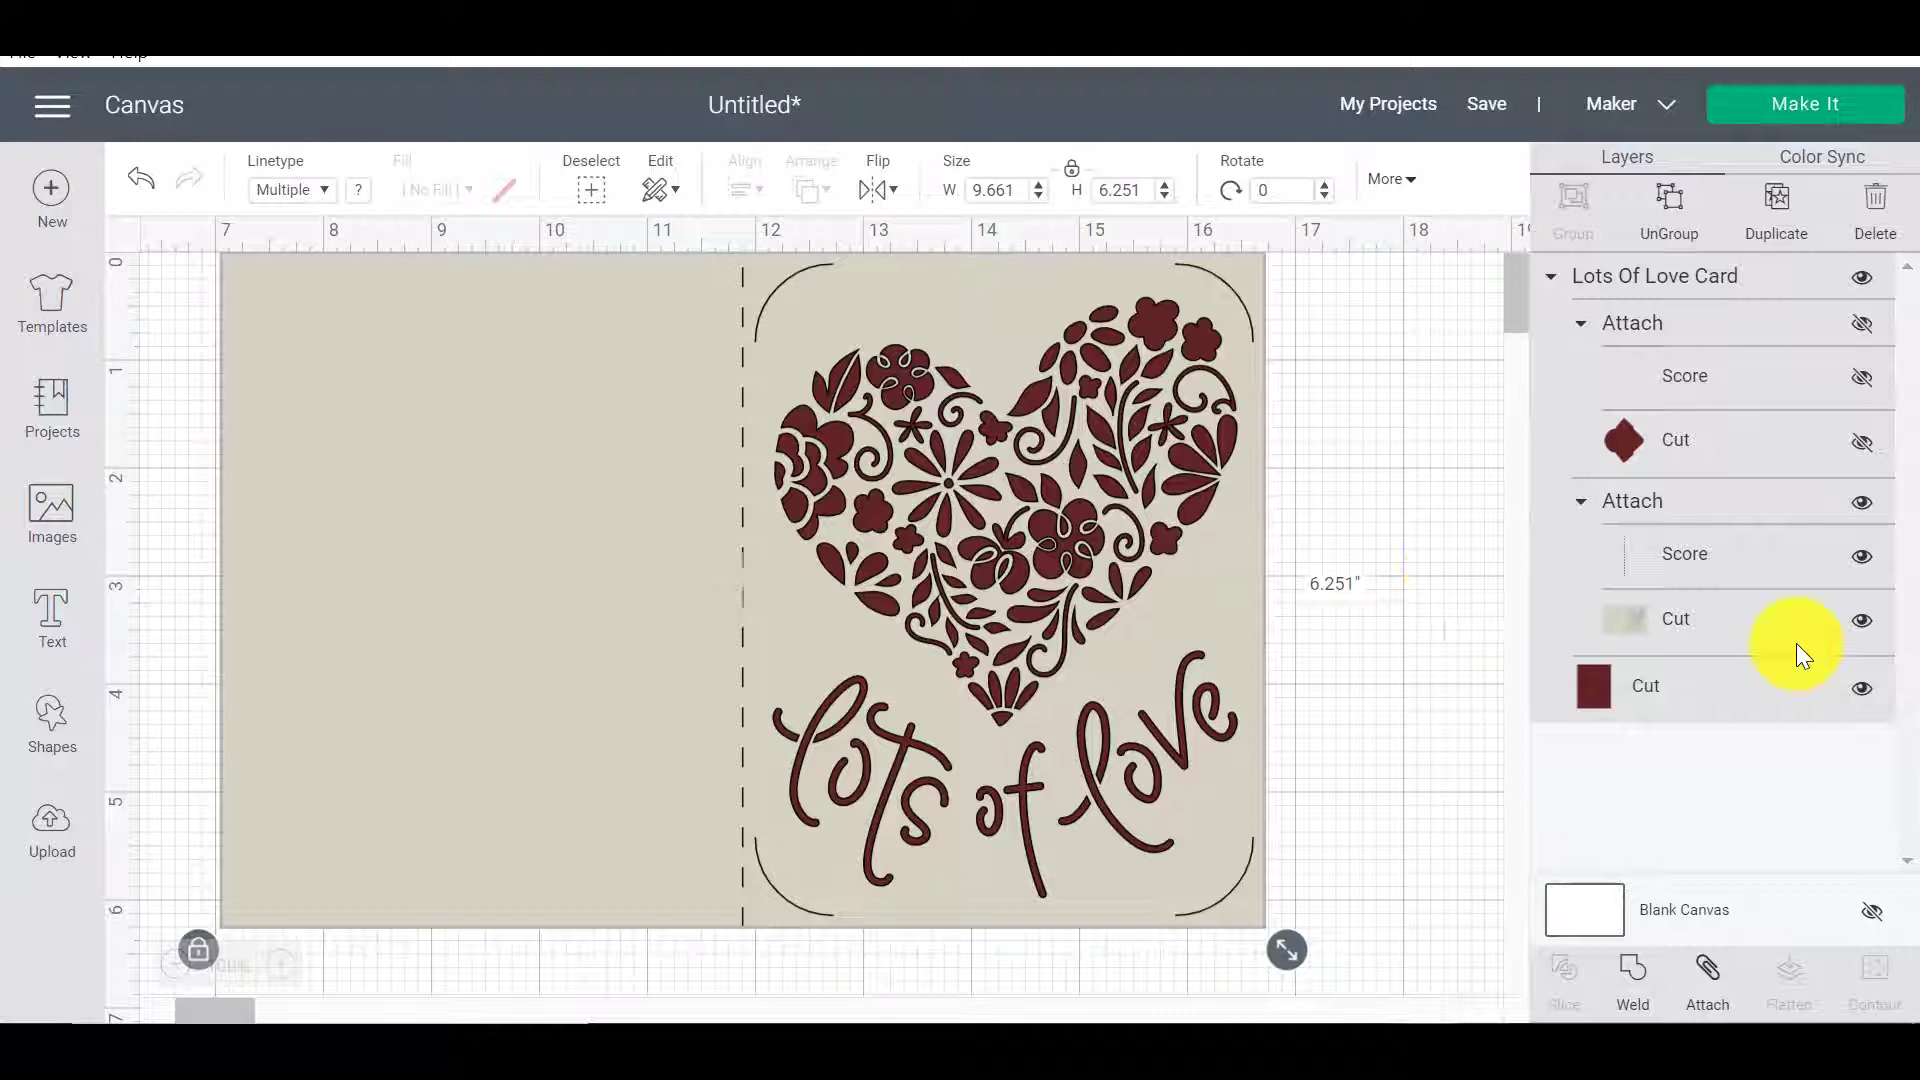 File View Help
Canvas Untitled* My Projects Save | Maker Make It
Linetype Fill Deselect Edit Align Arrange Flip Size Rotate
Multiple ? No Fill W 9.661 H 6.251 0 More
Layers Color Sync
Group UnGroup Duplicate Delete
New
Templates
Projects
Images
Text
Shapes
Upload
7 8 9 10 11 12 13 14 15 16 17 18
0
1
2
3
4
5
6
7
lots of love
6.251"
Lots Of Love Card
Attach
Score
Cut
Attach
Score
Cut
Cut
Blank Canvas
Slice Weld Attach Flatten Contour